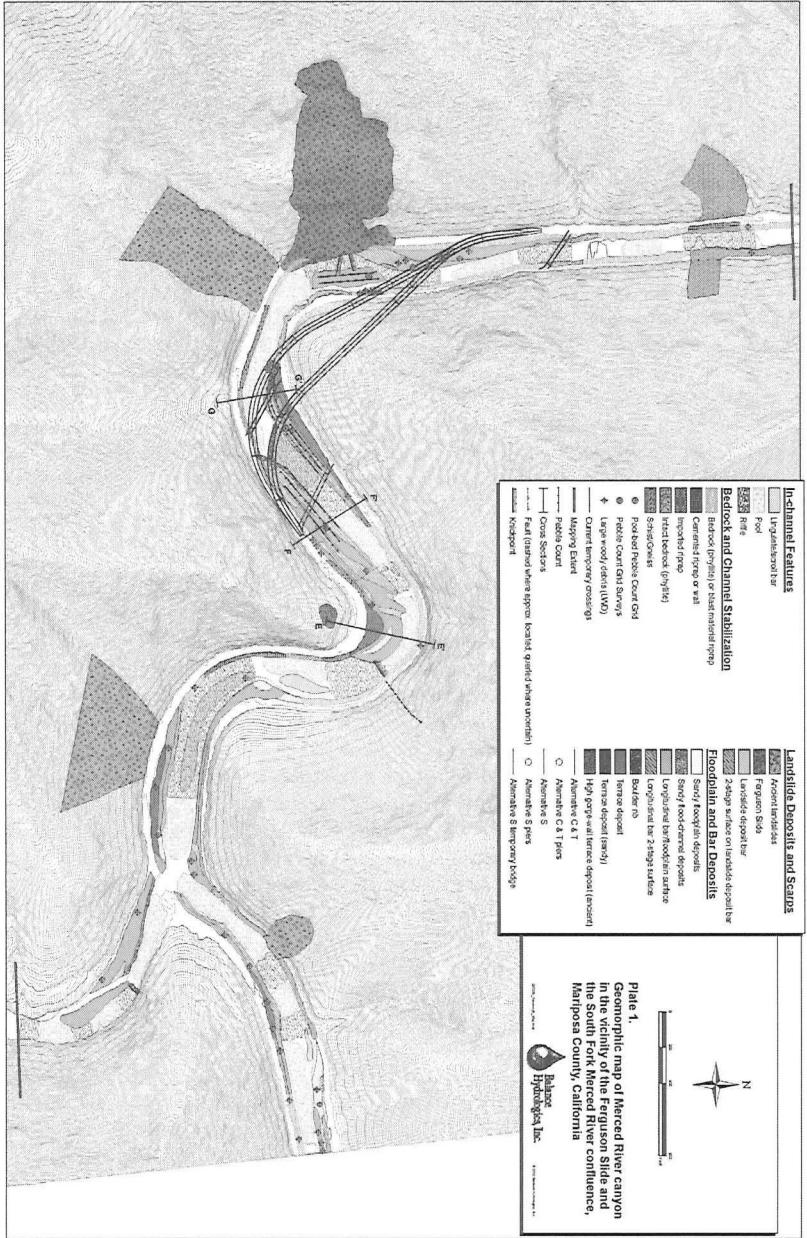 In-channel Features
Lingulate/scroll bar
Pool
Riffle
Bedrock and Channel Stabilization
Bedrock (phyllite) or blast material riprap
Cemented riprap or wall
Imported riprap
Intact bedrock (phyllite)
Schist/Gneiss
Pool-bed Pebble Count Grid
Pebble Count Grid Surveys
Large woody debris (LWD)
Current temporary crossings
Mapping Extent
Pebble Count
Cross Sections
Fault (dashed where approx. located, queried where uncertain)
Knickpoint
Landslide Deposits and Scarps
Ancient landslides
Ferguson Slide
Landslide deposit bar
2-stage surface on landslide deposit bar
Floodplain and Bar Deposits
Sandy floodplain deposits
Sandy flood-channel deposits
Longitudinal bar/floodplain surface
Longitudinal bar 2-stage surface
Boulder rib
Terrace deposit
Terrace deposit (sandy)
High gorge-wall terrace deposit (ancient)
Alternative C & T
Alternative C & T piers
Alternative S
Alternative S piers
Alternative S temporary bridge
N
Plate 1.
Geomorphic map of Merced River canyon
in the vicinity of the Ferguson Slide and
the South Fork Merced River confluence,
Mariposa County, California
Balance
Hydrologics, Inc.
G'
G
F'
F
E
E'